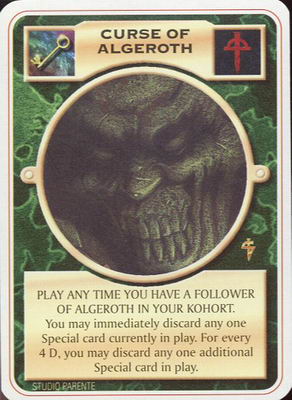 CURSE OF
ALGEROTH
PLAY ANY TIME YOU HAVE A FOLLOWER
OF ALGEROTH IN YOUR KOHORT.
You may immediately discard any one
Special card currently in play. For every
4 D, you may discard any one additional
Special card in play.
STUDIO PARENTE